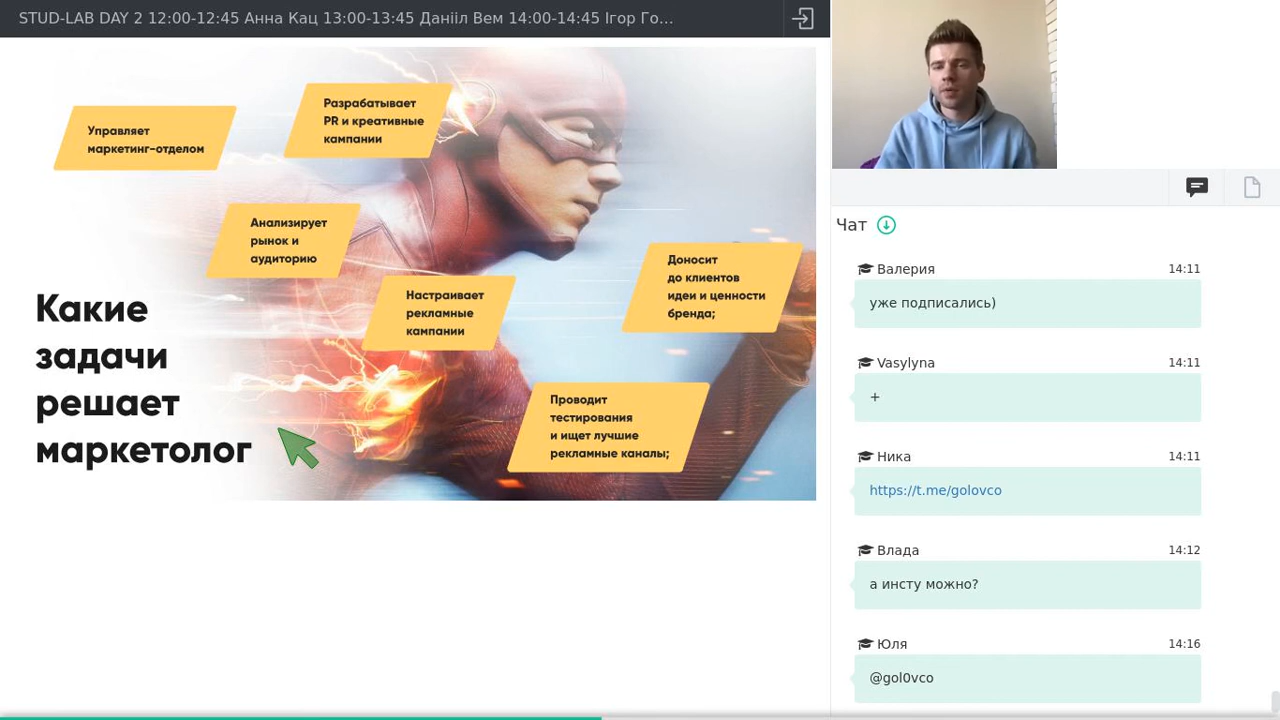 STUD-LAB DAY 2 12:00-12:45 Анна Кац 13:00-13:45 Данііл Вем 14:00-14:45 Ігор Го...
Управляет
маркетинг-отделом
Разрабатывает
PR и креативные
кампании
Анализирует
рынок и
аудиторию
Настраивает
рекламные
кампании
Доносит
до клиентов
идеи и ценности
бренда;
Проводит
тестирования
и ищет лучшие
рекламные каналы;
Какие
задачи
решает
маркетолог
Чат
Валерия 14:11
уже подписались)
Vasylyna 14:11
+
Ника 14:11
https://t.me/golovco
Влада 14:12
а инсту можно?
Юля 14:16
@gol0vco